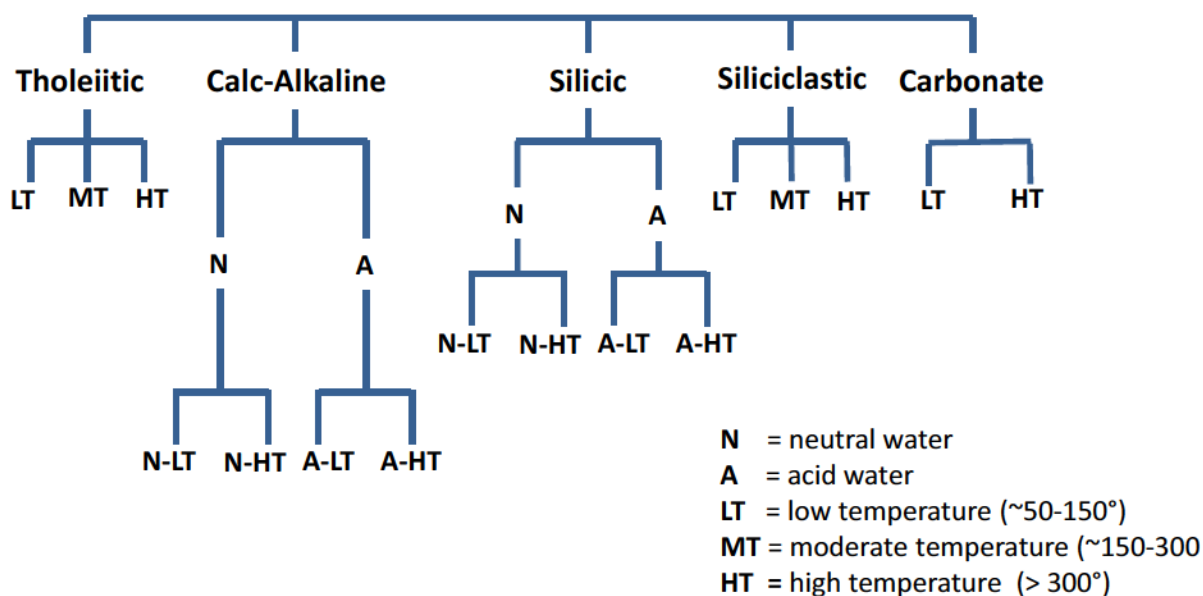 Tholeiitic Calc-Alkaline Silicic Siliciclastic Carbonate
LT MT HT LT MT HT LT HT
N A
N A
N-LT N-HT A-LT A-HT
N-LT N-HT A-LT A-HT
N = neutral water
A = acid water
LT = low temperature (~50-150°)
MT = moderate temperature (~150-300
HT = high temperature (> 300°)